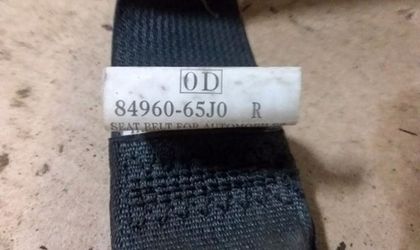 OD
84960-65J0 R
SEAT BELT FOR AUTOMOBILE